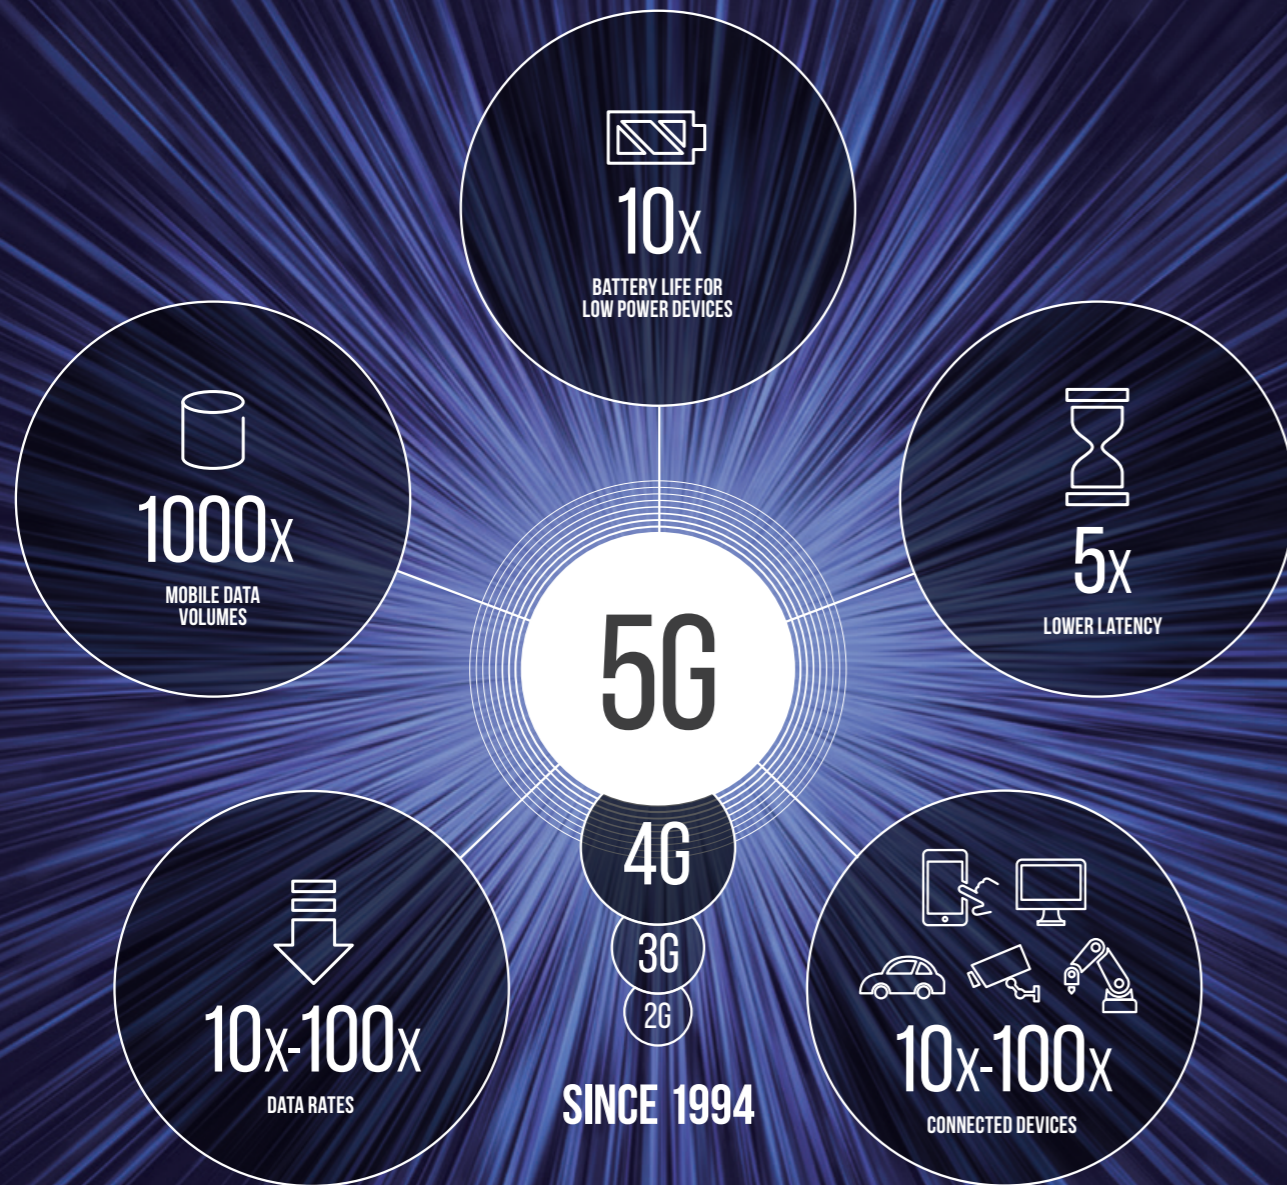 10x
BATTERY LIFE FOR
LOW POWER DEVICES
1000x
MOBILE DATA
VOLUMES
5x
LOWER LATENCY
5G
4G
3G
2G
SINCE 1994
10x-100x
DATA RATES
10x-100x
CONNECTED DEVICES